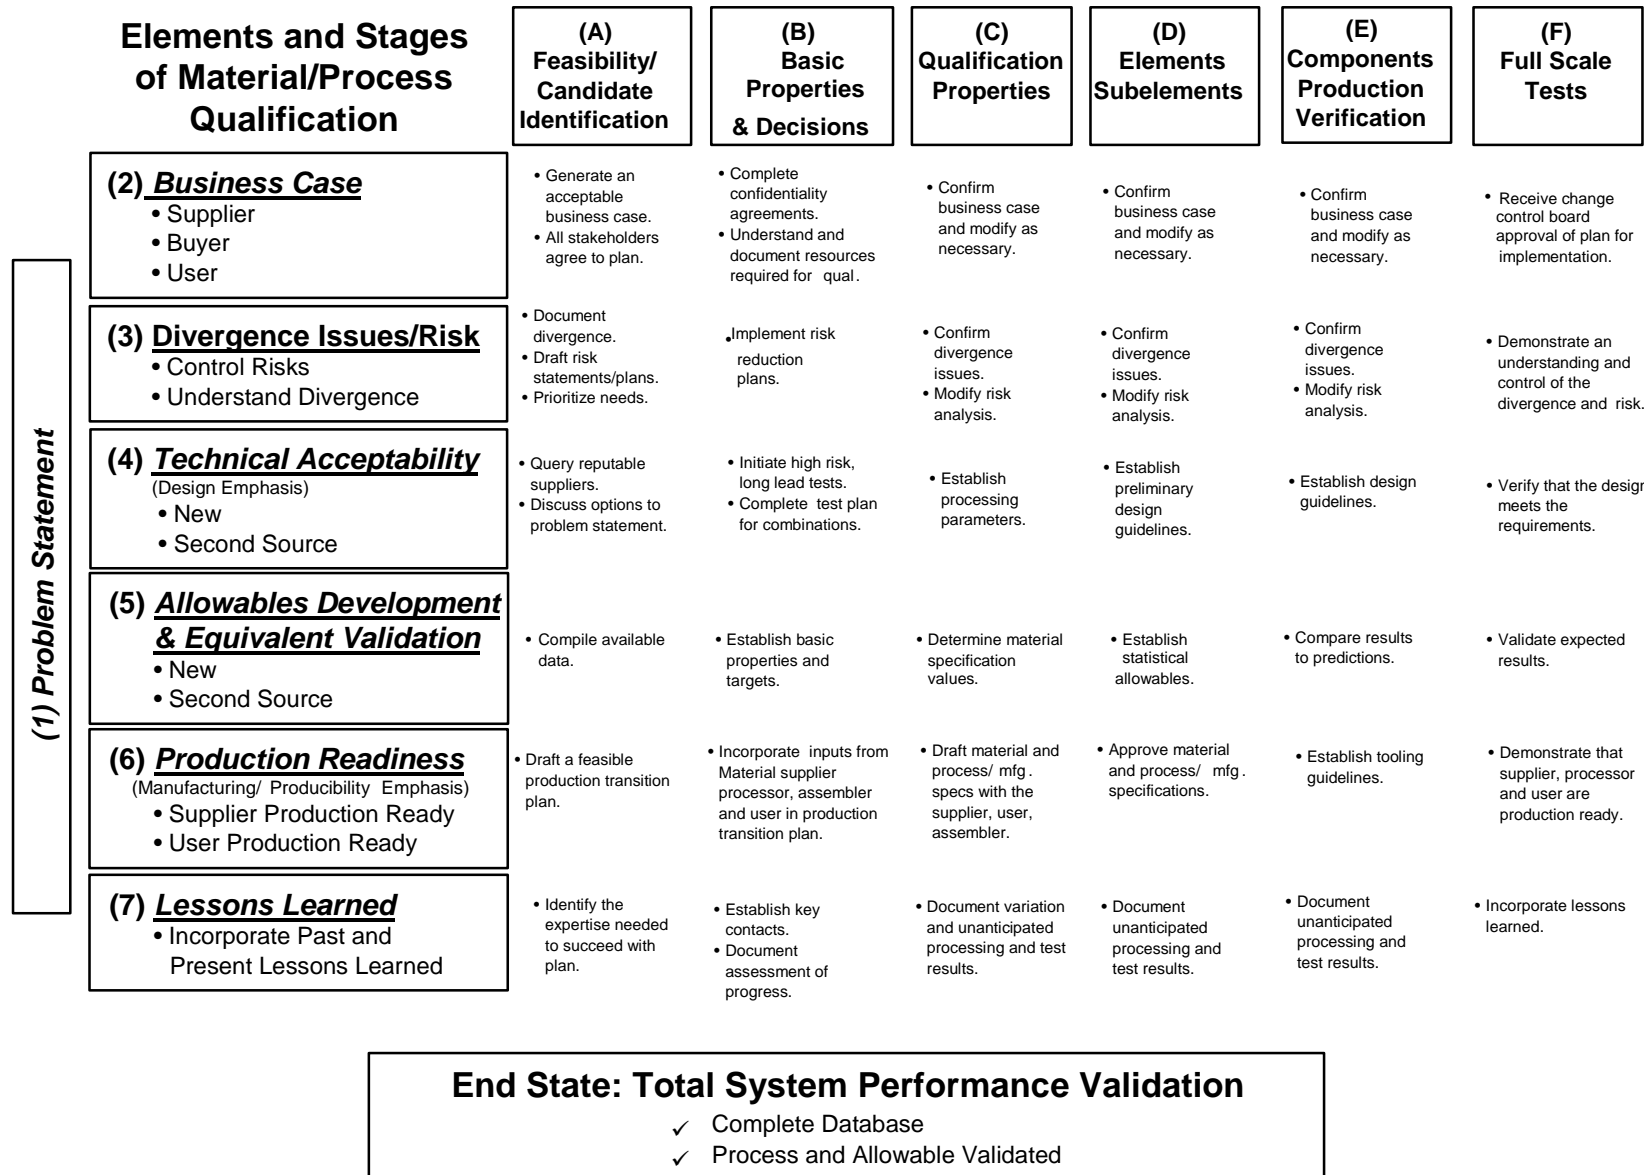 Elements and Stages
of Material/Process
Qualification
(A)
Feasibility/
Candidate
Identification
(B)
Basic
Properties
& Decisions
(C)
Qualification
Properties
(D)
Elements
Subelements
(E)
Components
Production
Verification
(F)
Full Scale
Tests
(1) Problem Statement
(2) Business Case
• Supplier
• Buyer
• User
• Generate an
acceptable
business case.
• All stakeholders
agree to plan.
• Complete
confidentiality
agreements.
• Understand and
document resources
required for qual.
• Confirm
business case
and modify as
necessary.
• Confirm
business case
and modify as
necessary.
• Confirm
business case
and modify as
necessary.
• Receive change
control board
approval of plan for
implementation.
(3) Divergence Issues/Risk
• Control Risks
• Understand Divergence
• Document
divergence.
• Draft risk
statements/plans.
• Prioritize needs.
•Implement risk
reduction
plans.
• Confirm
divergence
issues.
• Modify risk
analysis.
• Confirm
divergence
issues.
• Modify risk
analysis.
• Confirm
divergence
issues.
• Modify risk
analysis.
• Demonstrate an
understanding and
control of the
divergence and risk.
(4) Technical Acceptability
(Design Emphasis)
• New
• Second Source
• Query reputable
suppliers.
• Discuss options to
problem statement.
• Initiate high risk,
long lead tests.
• Complete test plan
for combinations.
• Establish
processing
parameters.
• Establish
preliminary
design
guidelines.
• Establish design
guidelines.
• Verify that the design
meets the
requirements.
(5) Allowables Development
& Equivalent Validation
• New
• Second Source
• Compile available
data.
• Establish basic
properties and
targets.
• Determine material
specification
values.
• Establish
statistical
allowables.
• Compare results
to predictions.
• Validate expected
results.
(6) Production Readiness
(Manufacturing/ Producibility Emphasis)
• Supplier Production Ready
• User Production Ready
• Draft a feasible
production transition
plan.
• Incorporate inputs from
Material supplier
processor, assembler
and user in production
transition plan.
• Draft material and
process/ mfg.
specs with the
supplier, user,
assembler.
• Approve material
and process/ mfg.
specifications.
• Establish tooling
guidelines.
• Demonstrate that
supplier, processor
and user are
production ready.
(7) Lessons Learned
• Incorporate Past and
Present Lessons Learned
• Identify the
expertise needed
to succeed with
plan.
• Establish key
contacts.
• Document
assessment of
progress.
• Document variation
and unanticipated
processing and test
results.
• Document
unanticipated
processing and
test results.
• Document
unanticipated
processing and
test results.
• Incorporate lessons
learned.
End State: Total System Performance Validation
✓ Complete Database
✓ Process and Allowable Validated